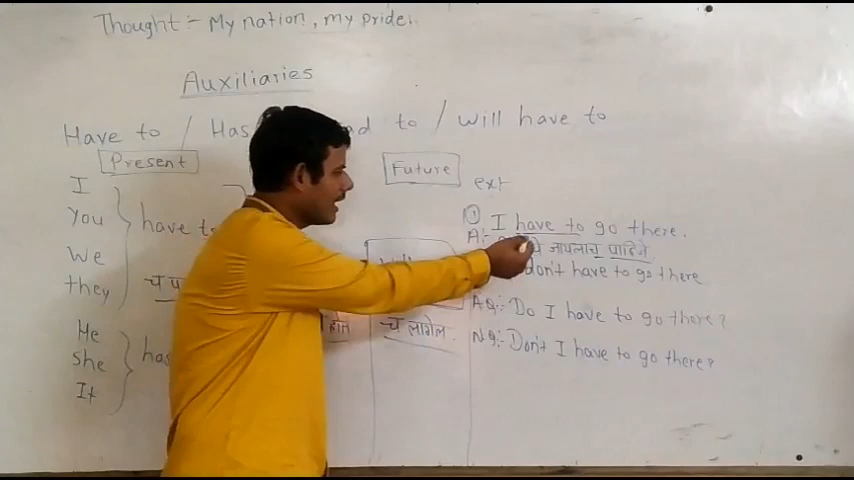 Thought :- My nation, my pride.
Auxiliaries
Have to / Has ad to / will have to
Present
Future
I
You
We
they
have to
च
He
She
It
has
होत
च लागेल.
ext
① I have to go there.
A:- जायलाच पाहिजे
don't have to go there
AQ:- Do I have to go there?
NQ:- Don't I have to go there?